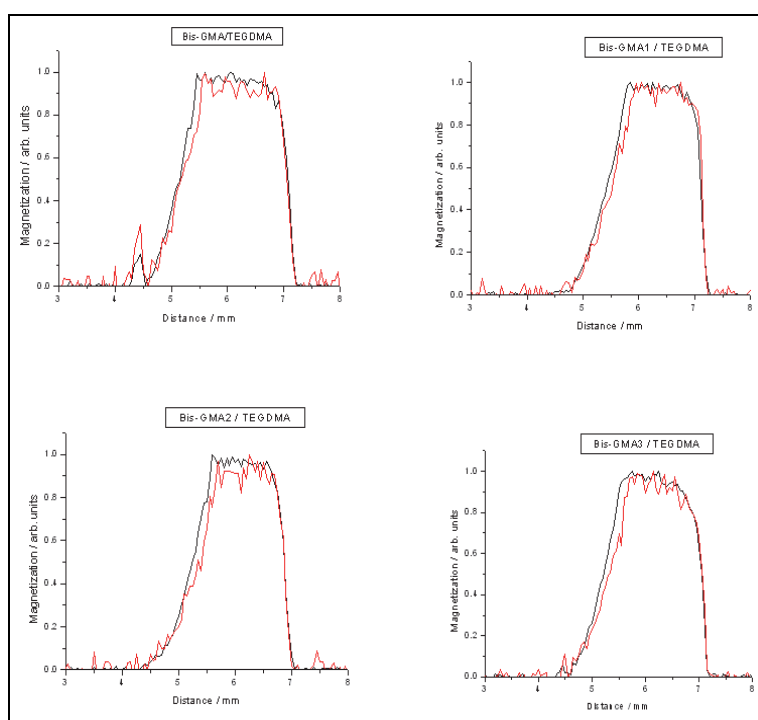 Bis-GMA/TEGDMA
Magnetization / arb. units
1.0
0.8
0.6
0.4
0.2
0.0
3 4 5 6 7 8
Distance / mm
Bis-GMA1 / TEGDMA
Magnetization / arb. units
1.0
0.8
0.6
0.4
0.2
0.0
3 4 5 6 7 8
Distance / mm
Bis-GMA2 / TEGDMA
Magnetization / arb. units
1.0
0.8
0.6
0.4
0.2
0.0
3 4 5 6 7 8
Distance / mm
Bis-GMA3 / TEGDMA
Magnetization / arb. units
1.0
0.8
0.6
0.4
0.2
0.0
3 4 5 6 7 8
Distance / mm